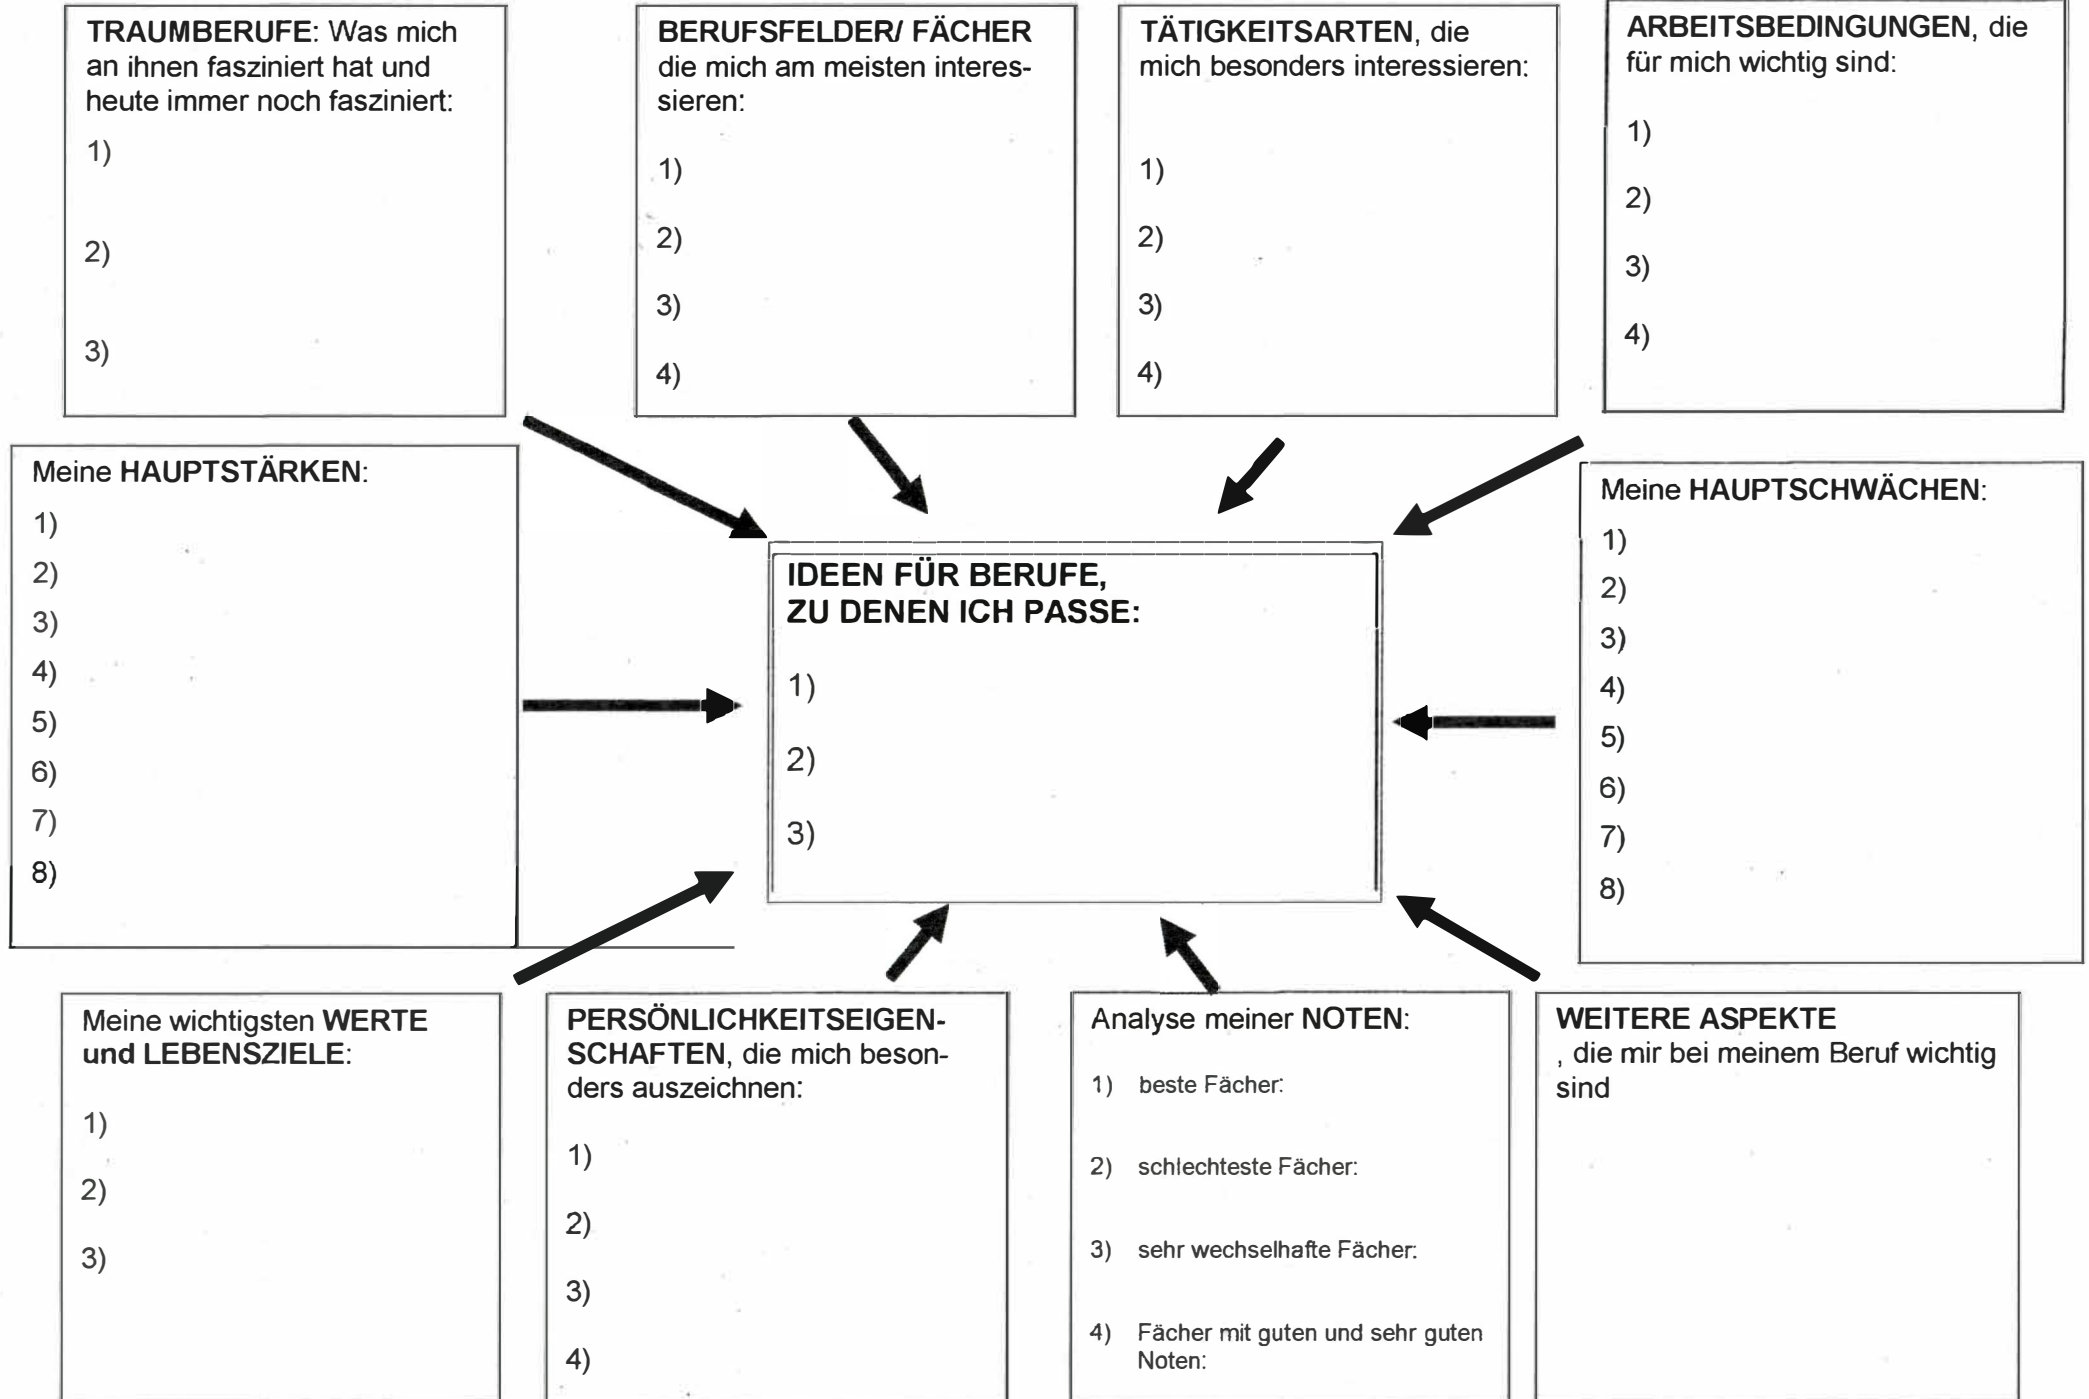 TRAUMBERUFE: Was mich
an ihnen fasziniert hat und
heute immer noch fasziniert:
1)
2)
3)
BERUFSFELDER/ FÄCHER
die mich am meisten interes-
sieren:
1)
2)
3)
4)
TÄTIGKEITSARTEN, die
mich besonders interessieren:
1)
2)
3)
4)
ARBEITSBEDINGUNGEN, die
für mich wichtig sind:
1)
2)
3)
4)
Meine HAUPTSTÄRKEN:
1)
2)
3)
4)
5)
6)
7)
8)
IDEEN FÜR BERUFE,
ZU DENEN ICH PASSE:
1)
2)
3)
Meine HAUPTSCHWÄCHEN:
1)
2)
3)
4)
5)
6)
7)
8)
Meine wichtigsten WERTE
und LEBENSZIELE:
1)
2)
3)
PERSÖNLICHKEITSEIGEN-
SCHAFTEN, die mich beson-
ders auszeichnen:
1)
2)
3)
4)
Analyse meiner NOTEN:
1) beste Fächer:
2) schlechteste Fächer:
3) sehr wechselhafte Fächer:
4) Fächer mit guten und sehr guten
Noten:
WEITERE ASPEKTE
, die mir bei meinem Beruf wichtig
sind